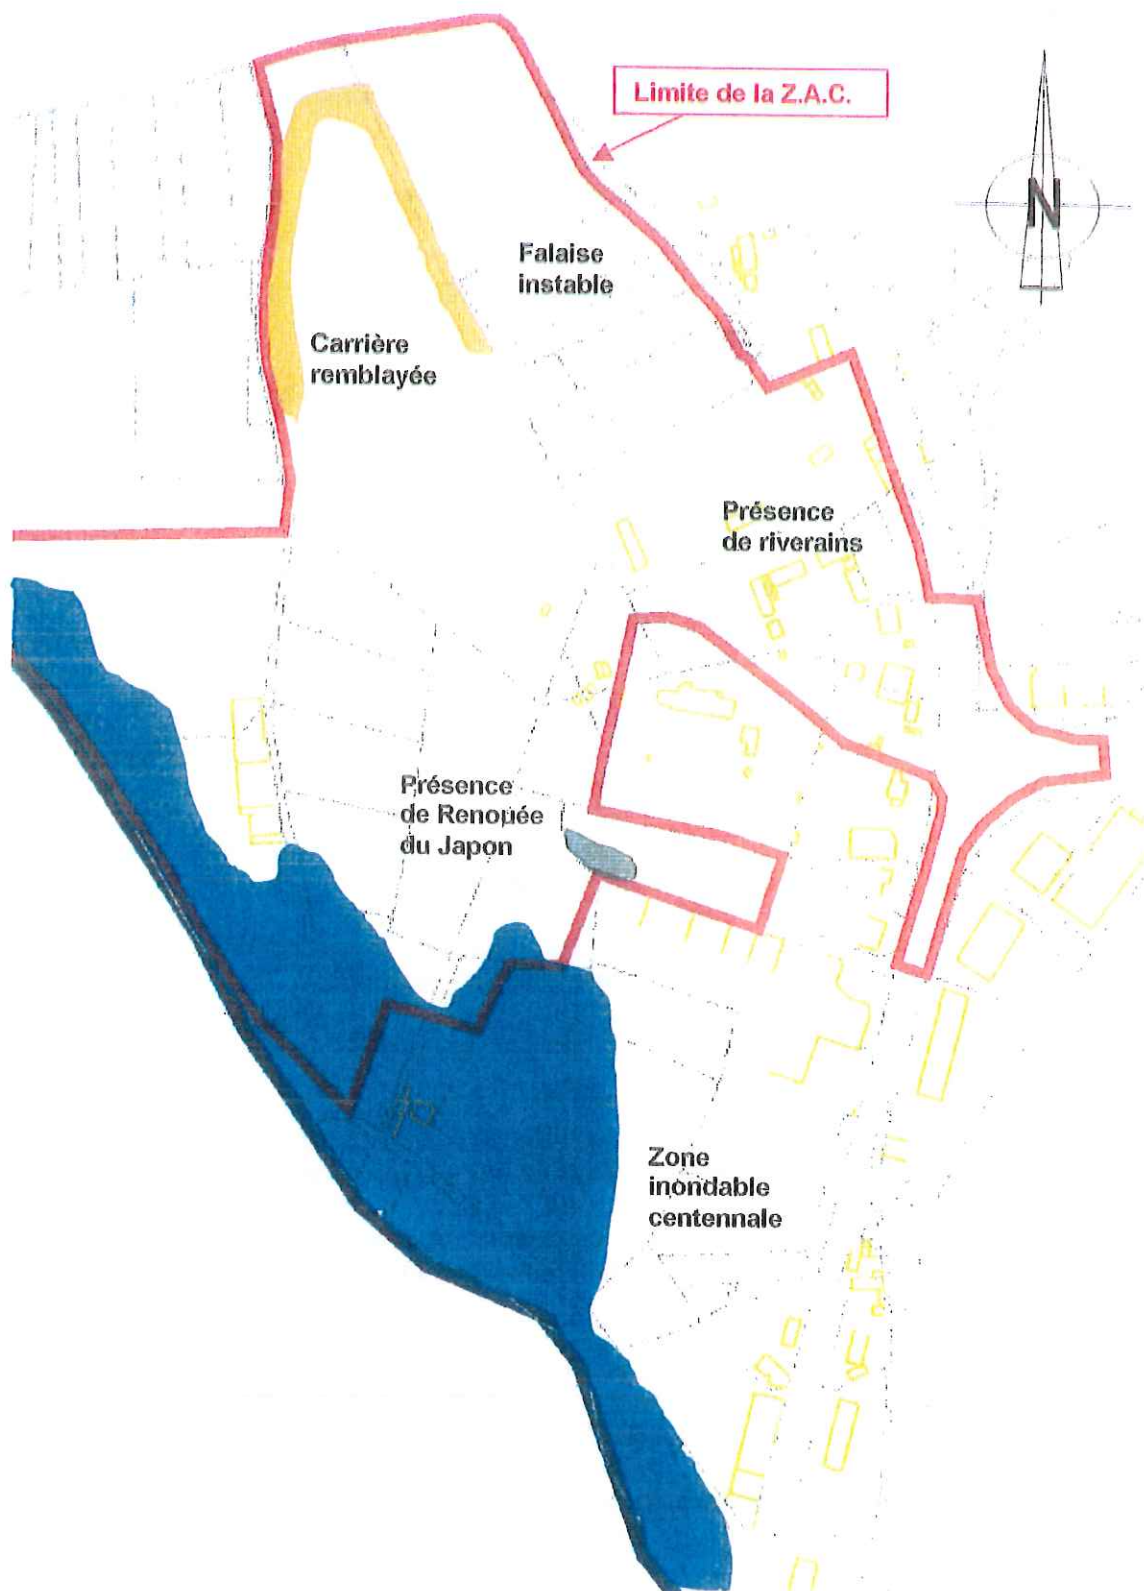 Limite de la Z.A.C.
N
Falaise
instable
Carrière
remblayée
Présence
de riverains
Présence
de Renouée
du Japon
Zone
inondable
centennale